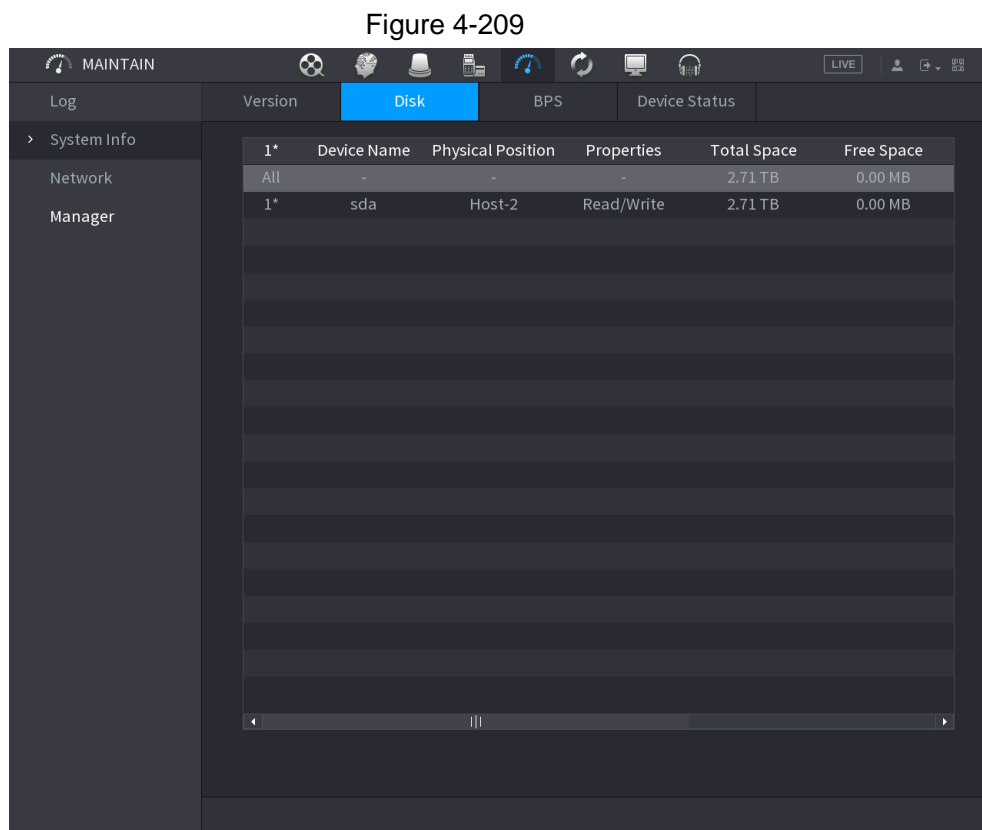 Figure 4-209
MAINTAIN LIVE
Log Version Disk BPS Device Status
System Info
1* Device Name Physical Position Properties Total Space Free Space
Network All - - - 2.71 TB 0.00 MB
1* sda Host-2 Read/Write 2.71 TB 0.00 MB
Manager